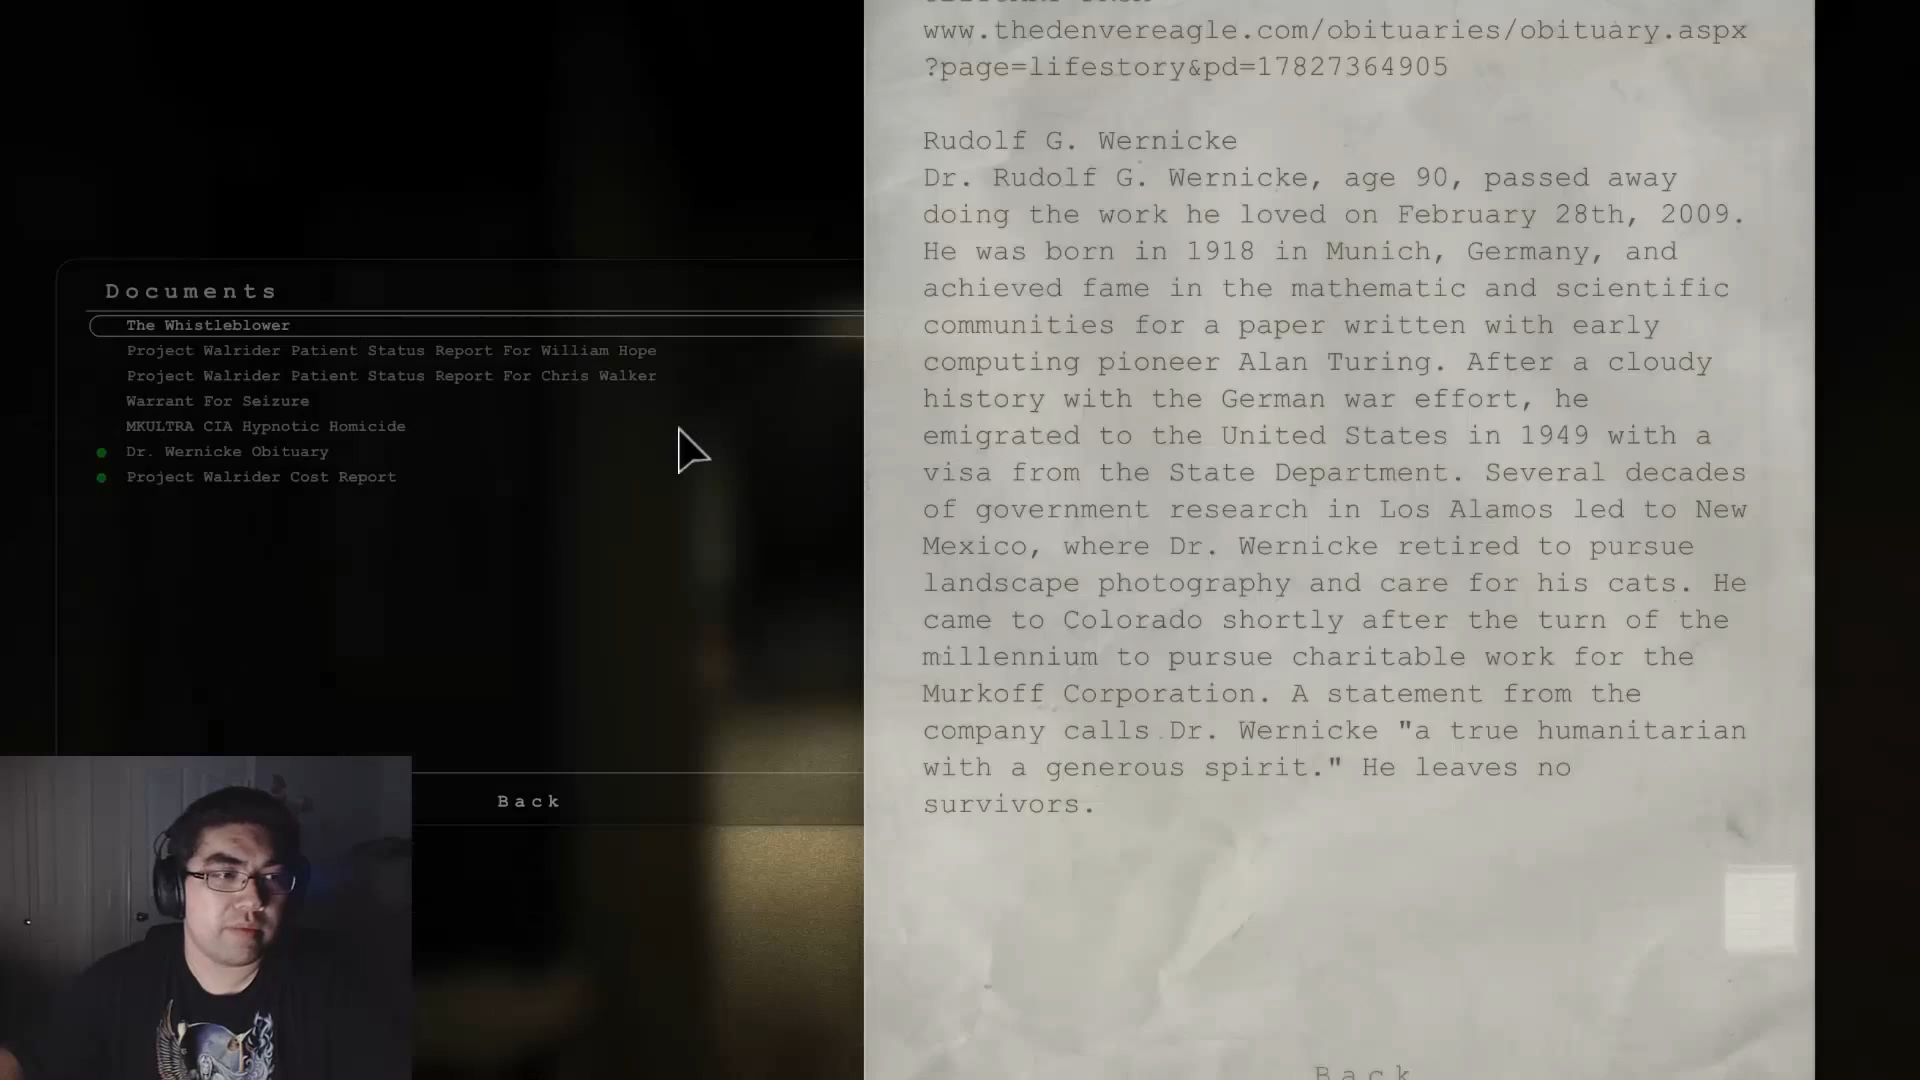 Documents
The Whistleblower
Project Walrider Patient Status Report For William Hope
Project Walrider Patient Status Report For Chris Walker
Warrant For Seizure
MKULTRA CIA Hypnotic Homicide
Dr. Wernicke Obituary
Project Walrider Cost Report
Back
www.thedenvereagle.com/obituaries/obituary.aspx
?page=lifestory&pd=17827364905
Rudolf G. Wernicke
Dr. Rudolf G. Wernicke, age 90, passed away
doing the work he loved on February 28th, 2009.
He was born in 1918 in Munich, Germany, and
achieved fame in the mathematic and scientific
communities for a paper written with early
computing pioneer Alan Turing. After a cloudy
history with the German war effort, he
emigrated to the United States in 1949 with a
visa from the State Department. Several decades
of government research in Los Alamos led to New
Mexico, where Dr. Wernicke retired to pursue
landscape photography and care for his cats. He
came to Colorado shortly after the turn of the
millennium to pursue charitable work for the
Murkoff Corporation. A statement from the
company calls Dr. Wernicke "a true humanitarian
with a generous spirit." He leaves no
survivors.
Back